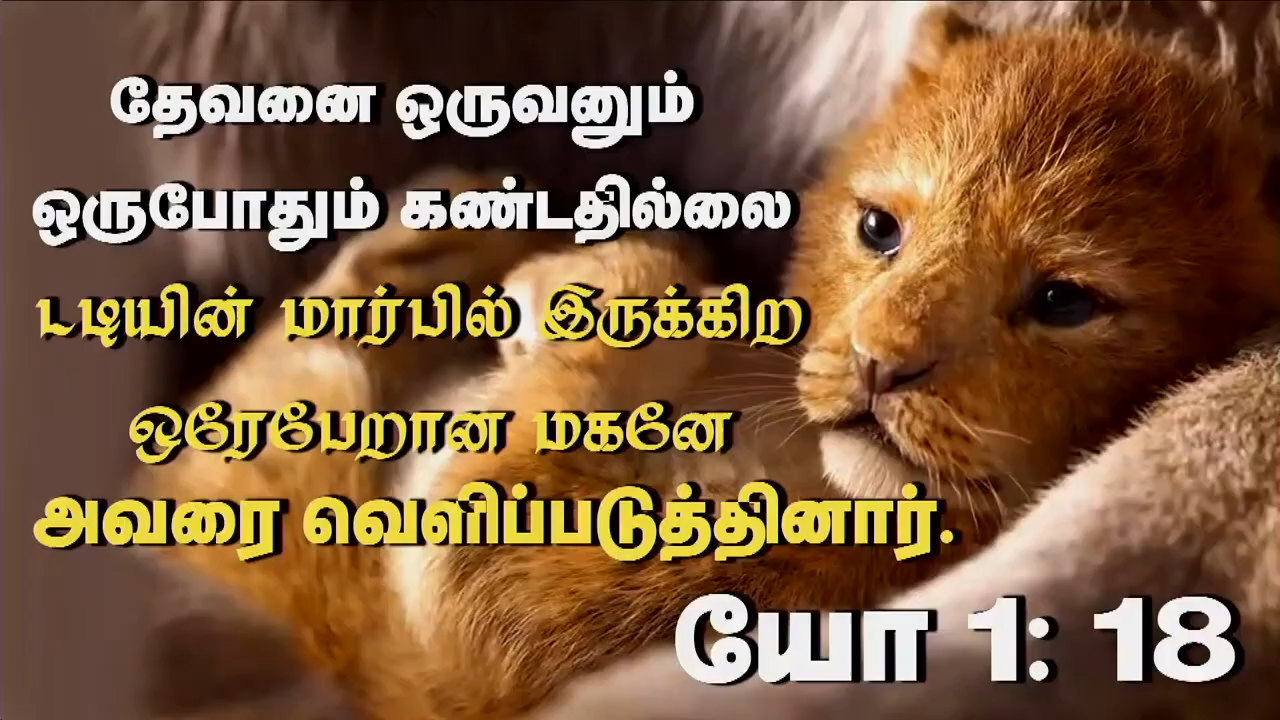 தேவனை ஒருவனும்
ஒருபோதும் கண்டதில்லை
டடியின் மார்பில் இருக்கிற
ஒரேபேறான மகனே
அவரை வெளிப்படுத்தினார்.
யோ 1: 18